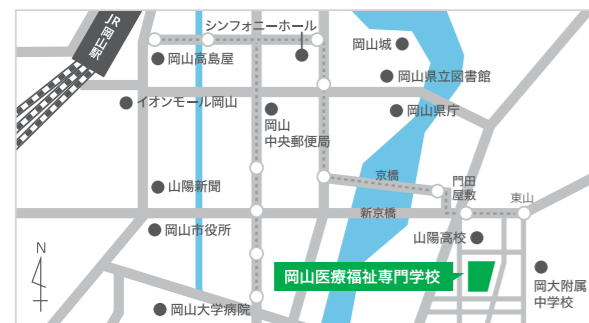 JR
岡山駅
シンフォニーホール
岡山城
岡山高島屋
岡山県立図書館
イオンモール岡山
岡山県庁
岡山
中央郵便局
京橋
門田
屋敷
山陽新聞
東山
新京橋
岡山市役所
山陽高校
N
岡山医療福祉専門学校
岡大附属
中学校
岡山大学病院